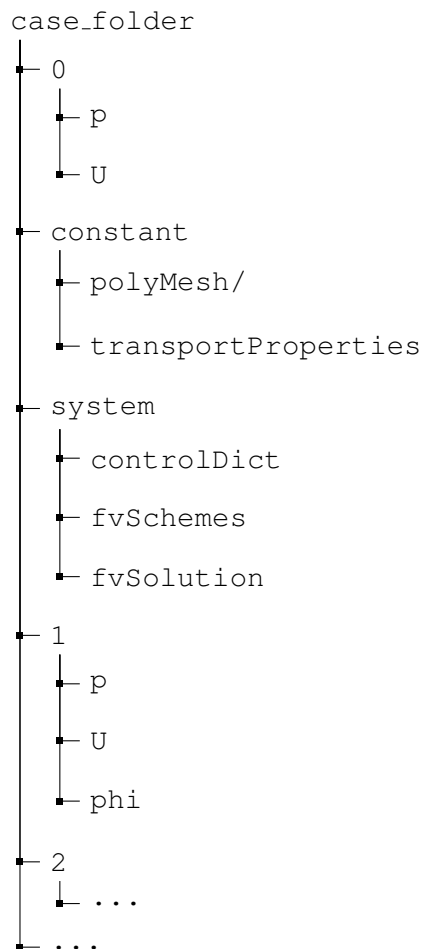 case_folder
0
p
U
constant
polyMesh/
transportProperties
system
controlDict
fvSchemes
fvSolution
1
p
U
phi
2
...
...